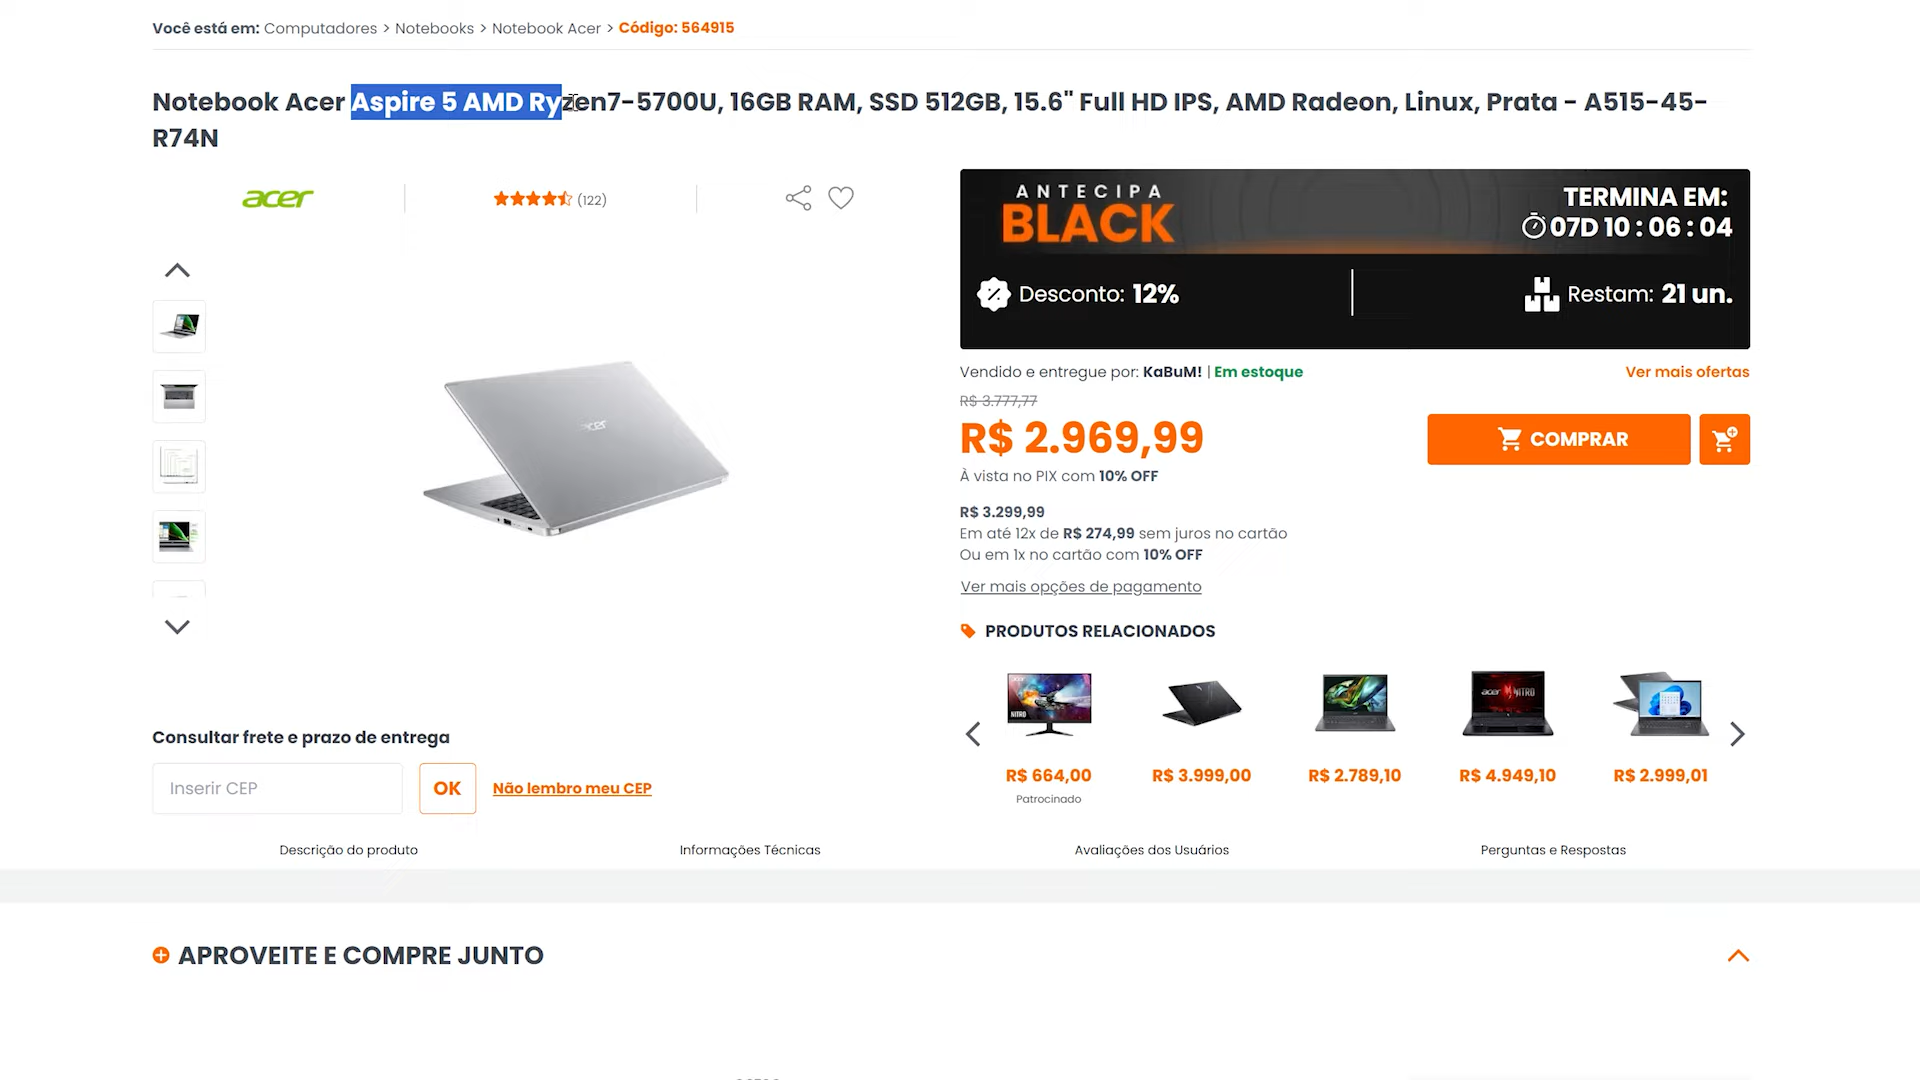 Você está em: Computadores > Notebooks > Notebook Acer > Código: 564915
Notebook Acer Aspire 5 AMD Ryzen7-5700U, 16GB RAM, SSD 512GB, 15.6" Full HD IPS, AMD Radeon, Linux, Prata - A515-45-
R74N
acer
(122)
ANTECIPA
BLACK
TERMINA EM:
07D 10 : 06 : 04
Desconto: 12%
Restam: 21 un.
Vendido e entregue por: KaBuM! | Em estoque
Ver mais ofertas
R$ 3.777,77
R$ 2.969,99
COMPRAR
À vista no PIX com 10% OFF
R$ 3.299,99
Em até 12x de R$ 274,99 sem juros no cartão
Ou em 1x no cartão com 10% OFF
Ver mais opções de pagamento
acer
PRODUTOS RELACIONADOS
NITRO
acer NITRO
R$ 664,00
R$ 3.999,00
R$ 2.789,10
R$ 4.949,10
R$ 2.999,01
Patrocinado
Consultar frete e prazo de entrega
Inserir CEP
OK
Não lembro meu CEP
Descrição do produto
Informações Técnicas
Avaliações dos Usuários
Perguntas e Respostas
APROVEITE E COMPRE JUNTO